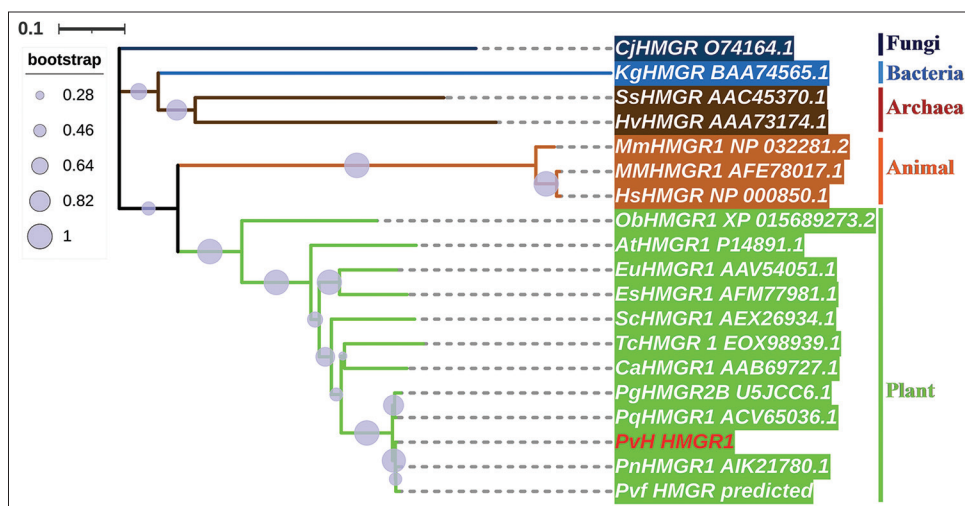 0.1
bootstrap
0.28
0.46
0.64
0.82
1
CjHMGR O74164.1
KgHMGR BAA74565.1
SsHMGR AAC45370.1
HvHMGR AAA73174.1
MmHMGR1 NP 032281.2
MMHMGR1 AFE78017.1
HsHMGR NP 000850.1
ObHMGR1 XP 015689273.2
AtHMGR1 P14891.1
EuHMGR1 AAV54051.1
EsHMGR1 AFM77981.1
ScHMGR1 AEX26934.1
TcHMGR 1 EOX98939.1
CaHMGR1 AAB69727.1
PgHMGR2B U5JCC6.1
PqHMGR1 ACV65036.1
PvH HMGR1
PnHMGR1 AIK21780.1
Pvf HMGR predicted
Fungi
Bacteria
Archaea
Animal
Plant